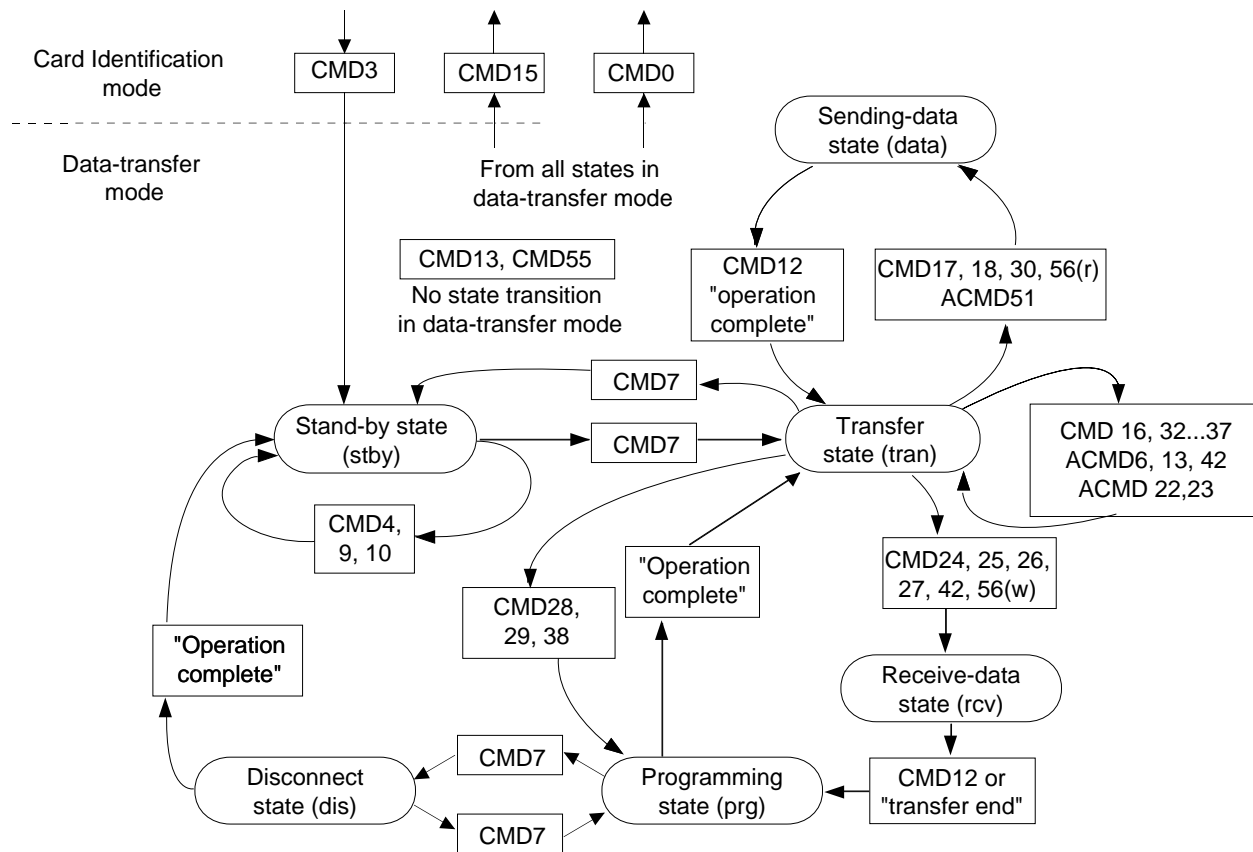 Card Identification
mode
CMD3
CMD15
CMD0
Data-transfer
mode
From all states in
data-transfer mode
Sending-data
state (data)
CMD13, CMD55
No state transition
in data-transfer mode
CMD12
"operation
complete"
CMD17, 18, 30, 56(r)
ACMD51
CMD7
Stand-by state
(stby)
CMD7
Transfer
state (tran)
CMD 16, 32...37
ACMD6, 13, 42
ACMD 22,23
CMD4,
9, 10
"Operation
complete"
CMD24, 25, 26,
27, 42, 56(w)
CMD28,
29, 38
"Operation
complete"
Receive-data
state (rcv)
CMD7
Disconnect
state (dis)
Programming
state (prg)
CMD12 or
"transfer end"
CMD7